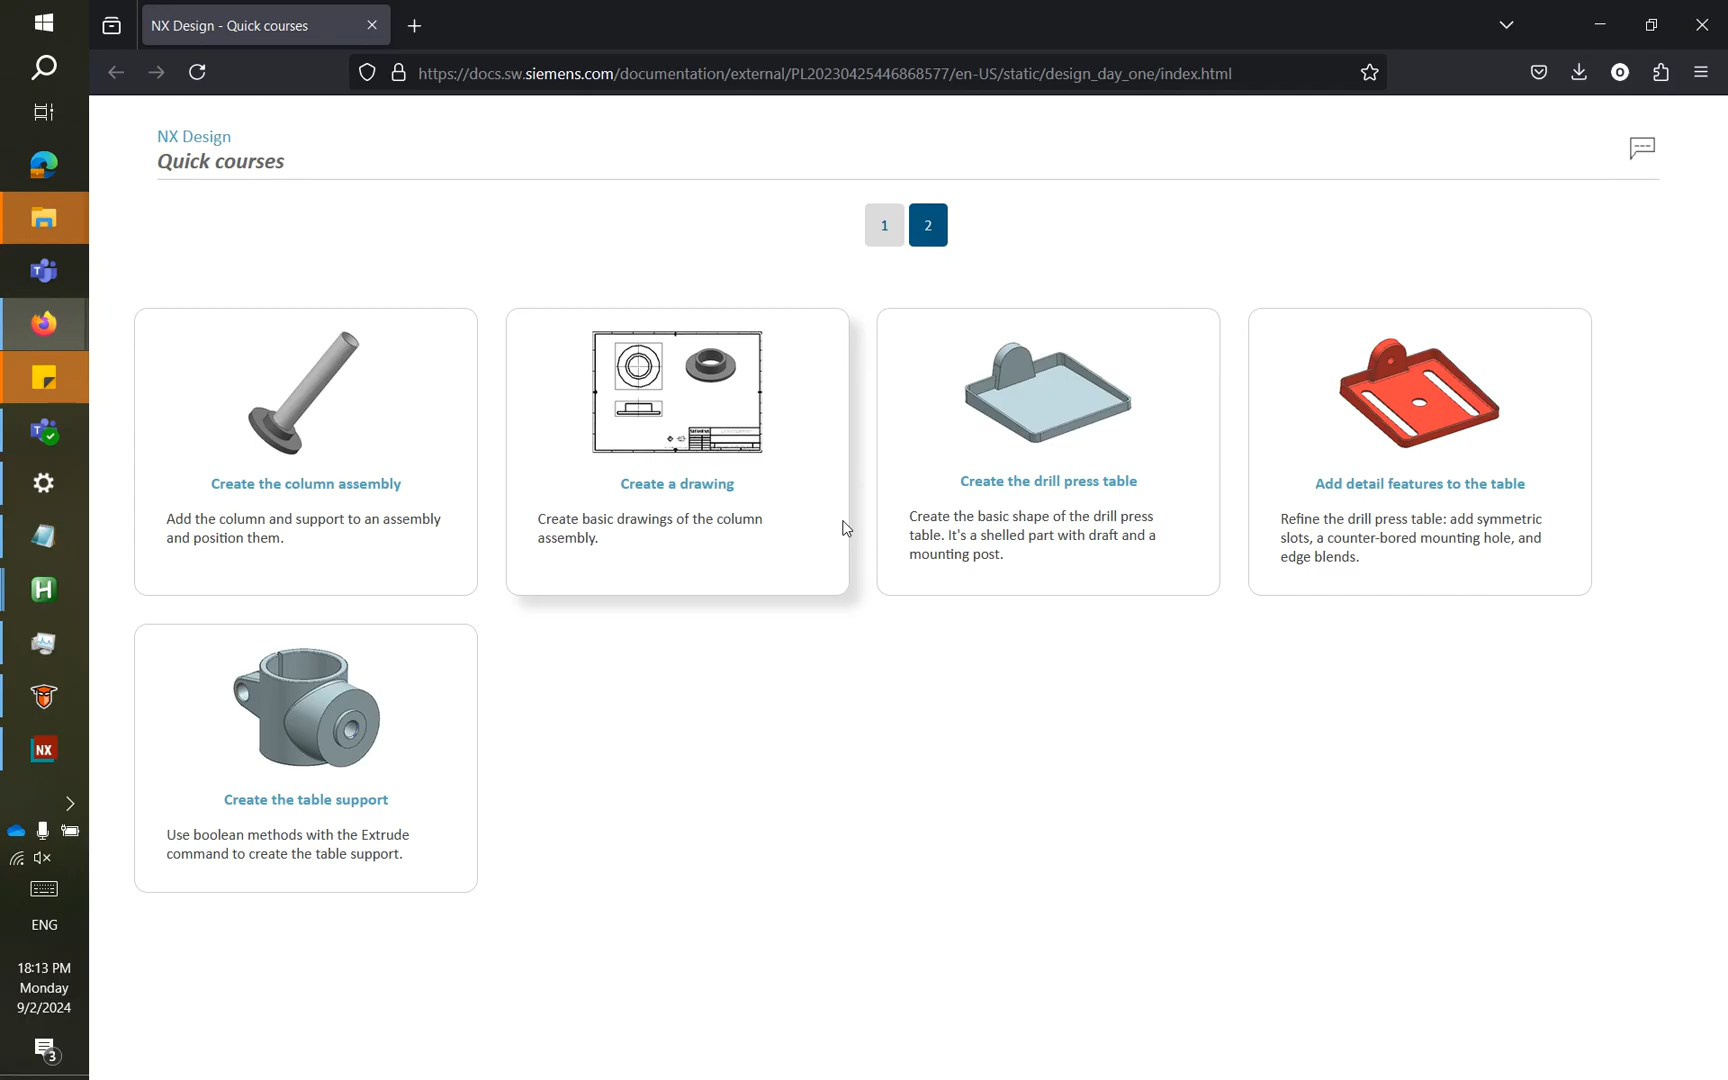 NX Design - Quick courses
https://docs.sw.siemens.com/documentation/external/PL20230425446868577/en-US/static/design_day_one/index.html
NX Design
Quick courses
1
2
Create the column assembly
Add the column and support to an assembly
and position them.
Create a drawing
Create basic drawings of the column
assembly.
Create the drill press table
Create the basic shape of the drill press
table. It's a shelled part with draft and a
mounting post.
Add detail features to the table
Refine the drill press table: add symmetric
slots, a counter-bored mounting hole, and
edge blends.
Create the table support
Use boolean methods with the Extrude
command to create the table support.
T
T
H
NX
ENG
18:13 PM
Monday
9/2/2024
3
SIEMENS